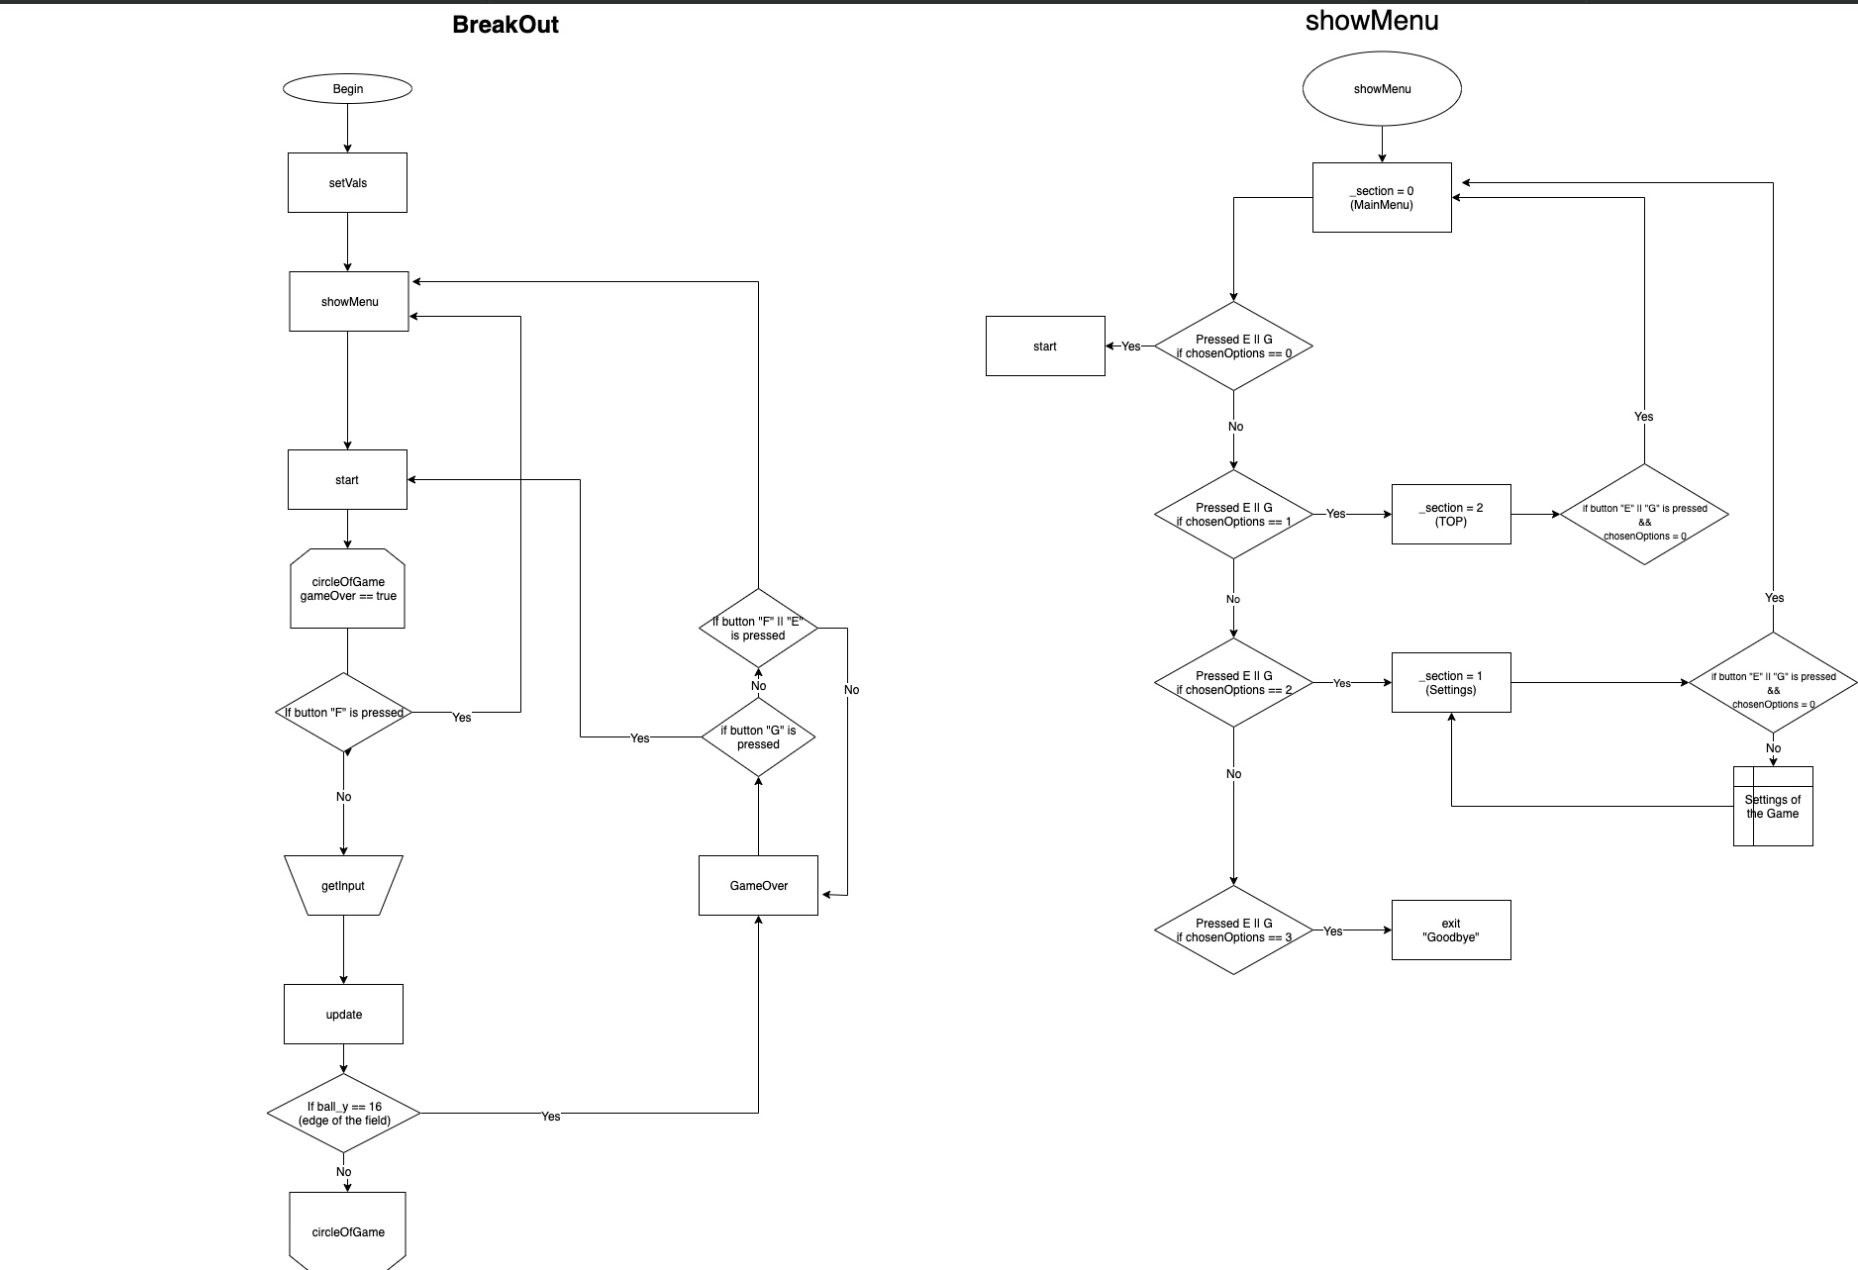 BreakOut
Begin
setVals
showMenu
start
circleOfGame
gameOver == true
If button "F" is pressed
Yes
No
getInput
update
If ball_y == 16
(edge of the field)
Yes
No
circleOfGame
If button "F" || "E"
is pressed
No
No
if button "G" is
pressed
Yes
GameOver
showMenu
showMenu
_section = 0
(MainMenu)
Pressed E || G
if chosenOptions == 0
Yes
start
No
Pressed E || G
if chosenOptions == 1
Yes
_section = 2
(TOP)
if button "E" || "G" is pressed
&&
chosenOptions = 0
Yes
No
Pressed E || G
if chosenOptions == 2
Yes
_section = 1
(Settings)
if button "E" || "G" is pressed
&&
chosenOptions = 0
Yes
No
Settings of
the Game
No
Pressed E || G
if chosenOptions == 3
Yes
exit
"Goodbye"